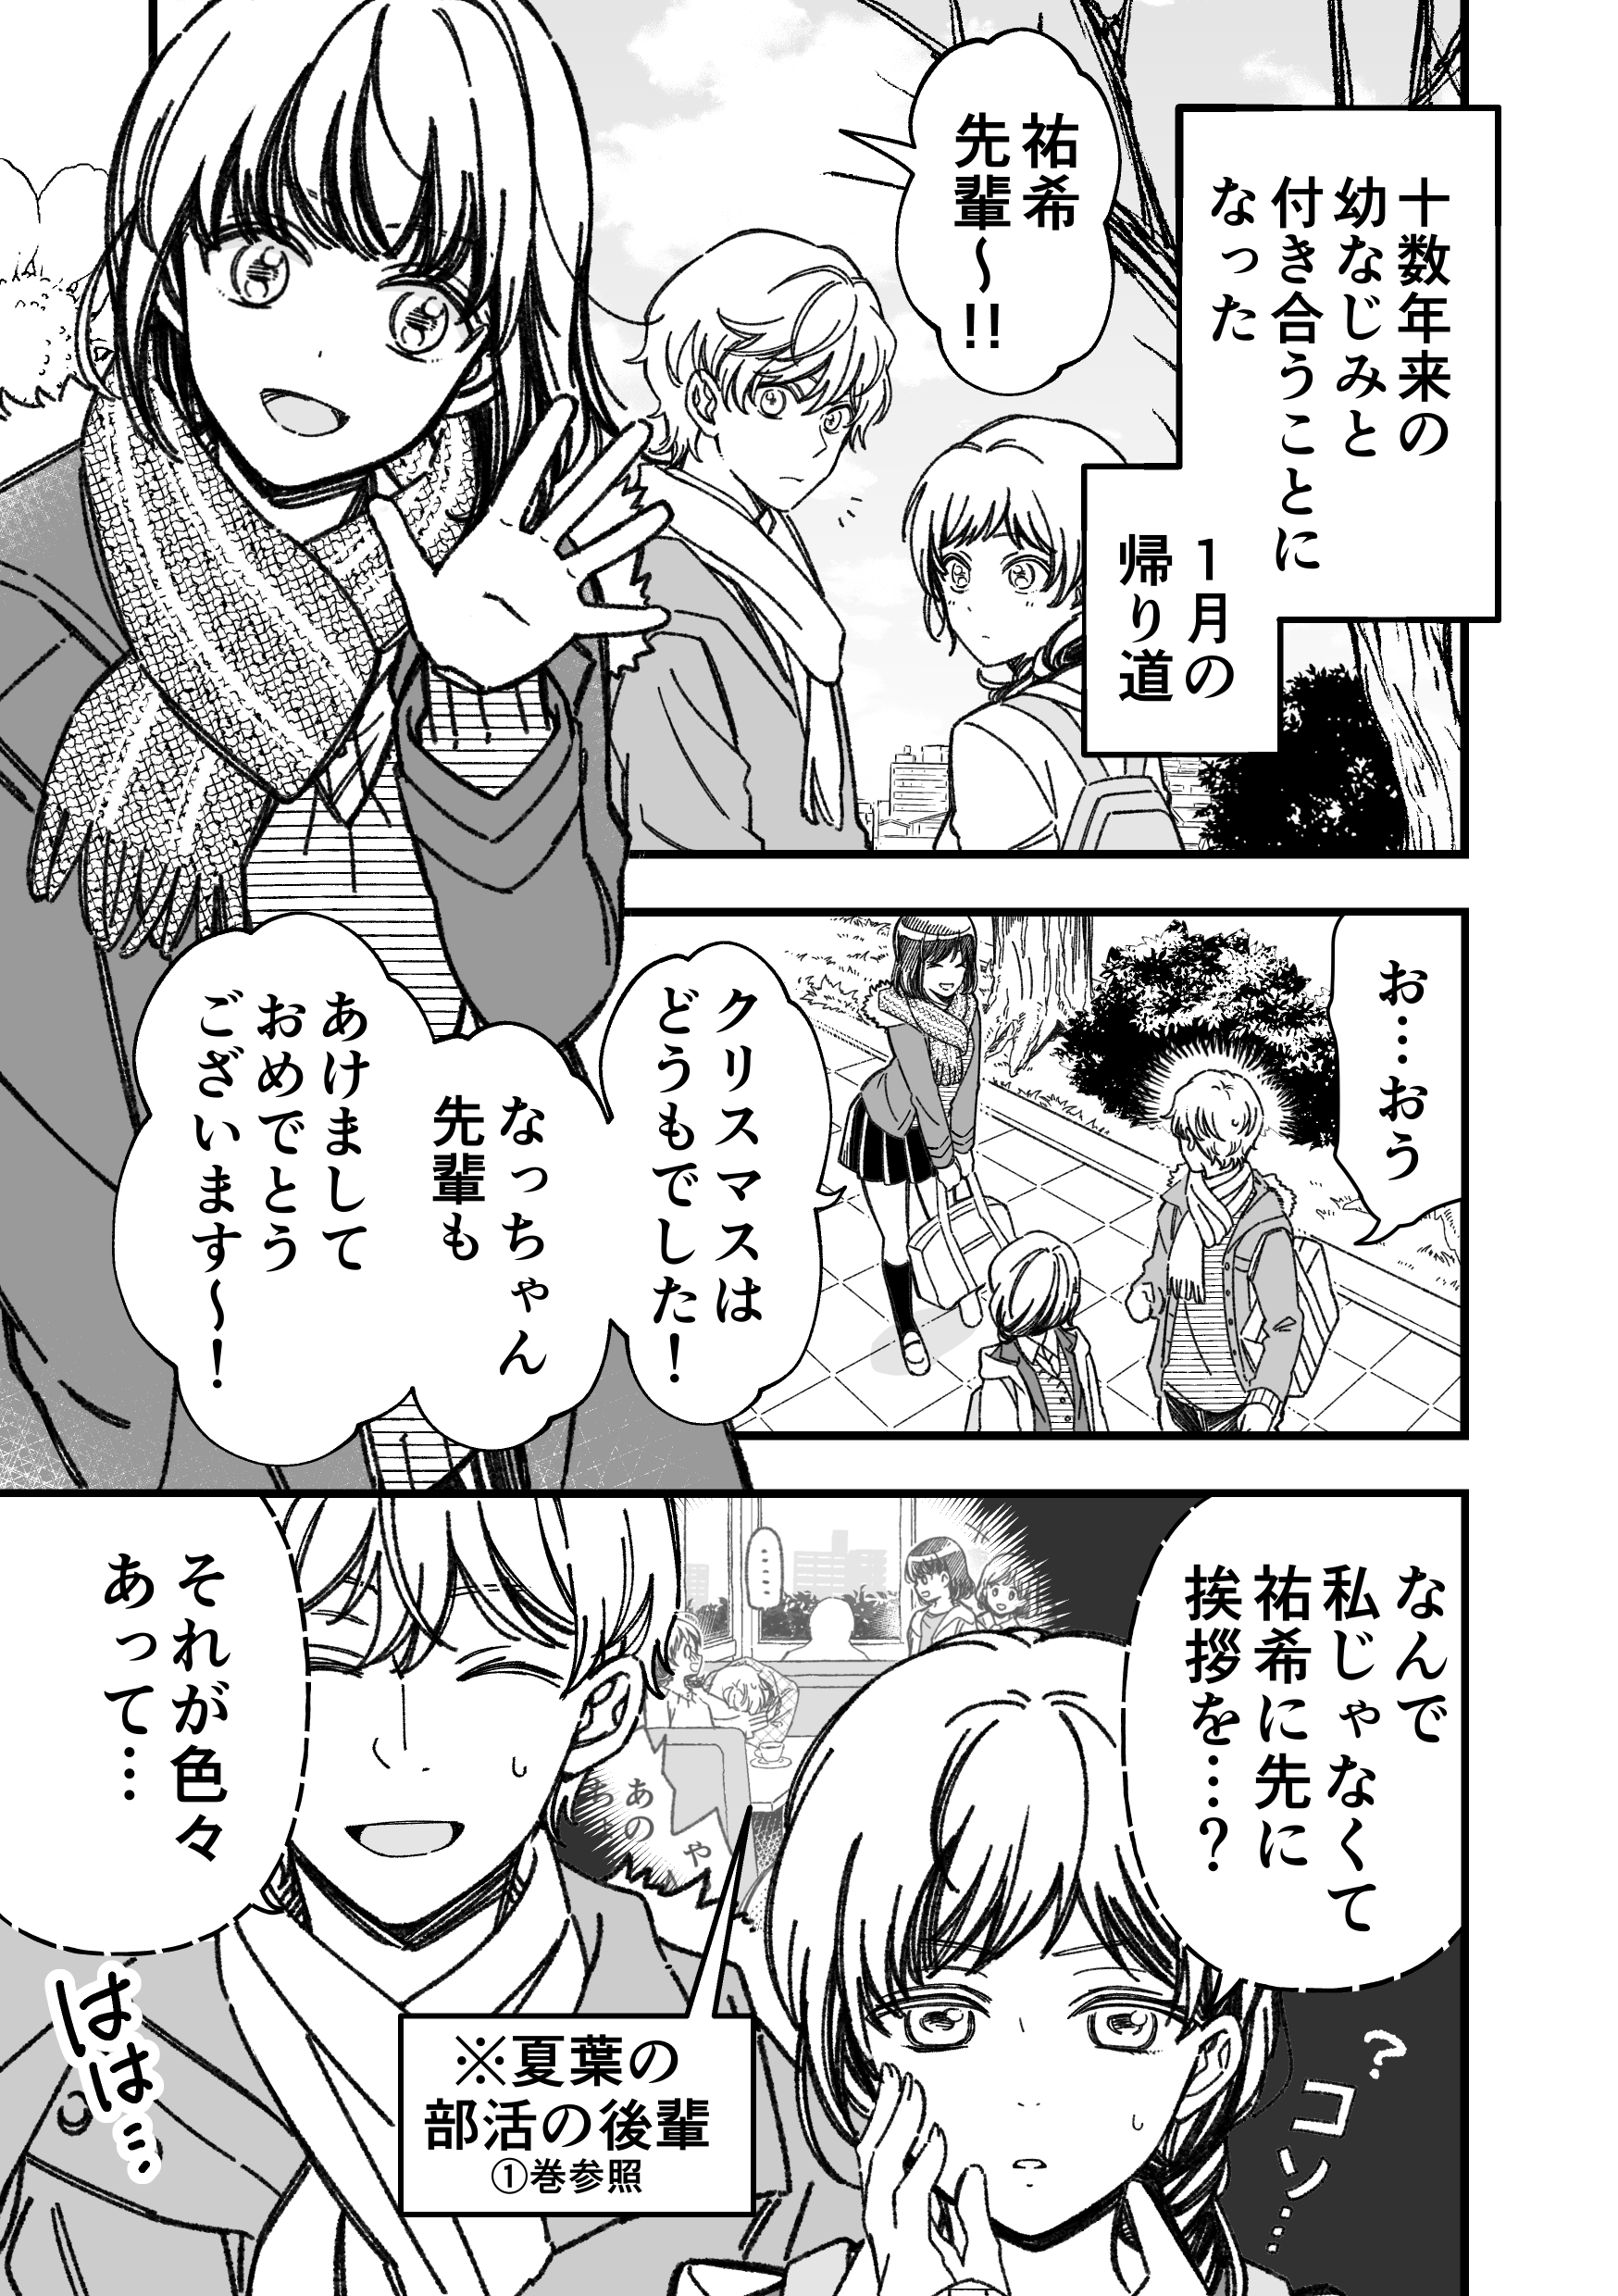 十数年来の
幼なじみと
付き合うことに
なった
1月の
帰り道
祐希
先輩〜!!
お…おう
クリスマスは
どうもでした!
なっちゃん
先輩も
あけまして
おめでとう
ございます〜!
なんで
私じゃなくて
祐希に先に
挨拶を…?
?
コソ…
……
あの
※夏葉の
部活の後輩
①巻参照
それが色々
あって…
はは…